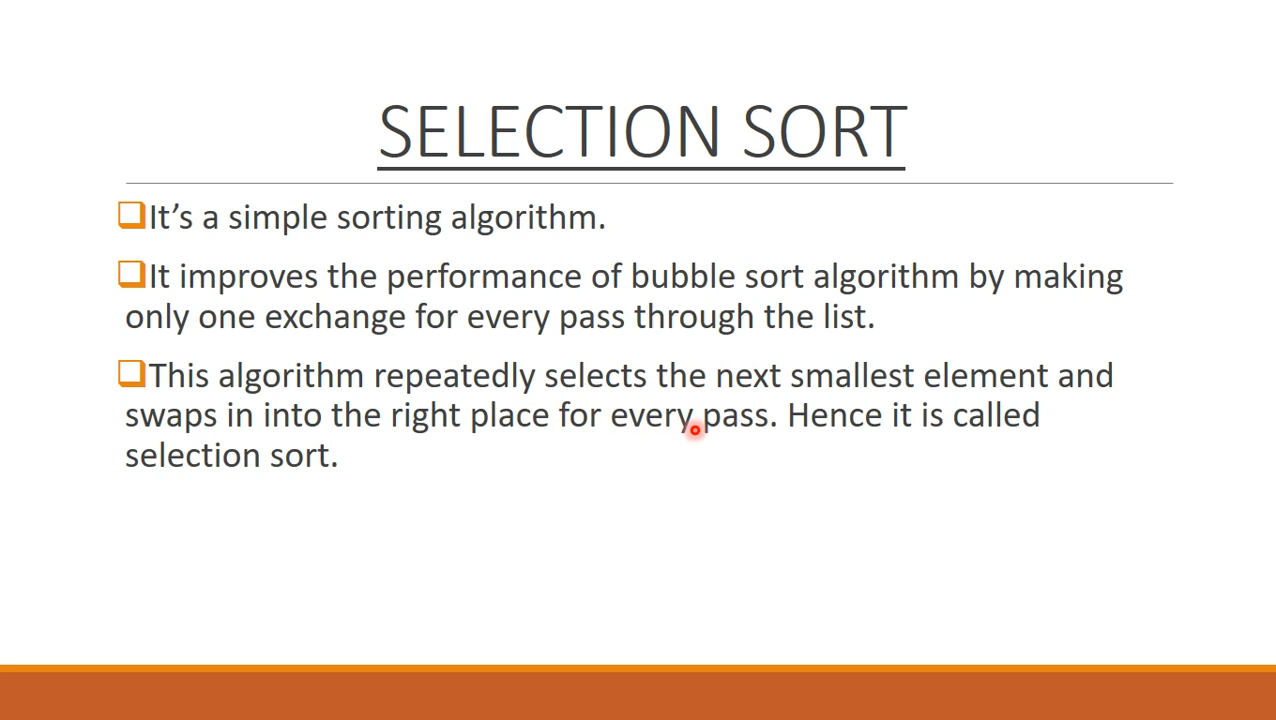 SELECTION SORT
It’s a simple sorting algorithm.
It improves the performance of bubble sort algorithm by making
only one exchange for every pass through the list.
This algorithm repeatedly selects the next smallest element and
swaps in into the right place for every pass. Hence it is called
selection sort.